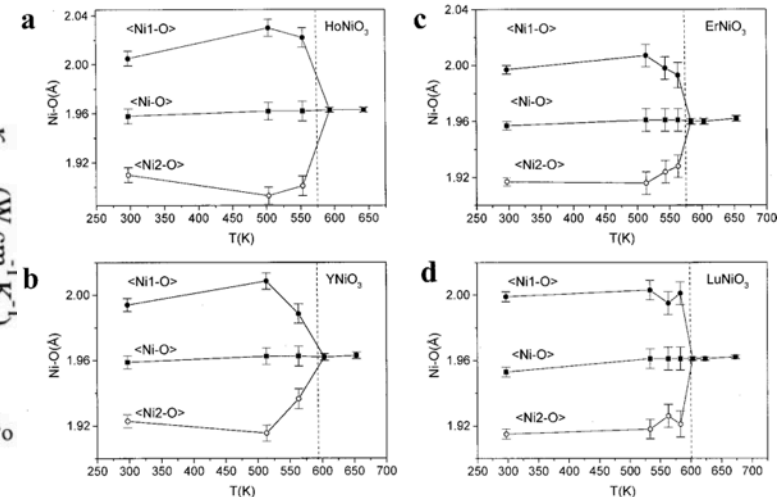 (W cm⁻¹K⁻¹)
a
HoNiO₃
<Ni1-O>
<Ni-O>
<Ni2-O>
Ni-O(Å)
2.04
2.00
1.96
1.92
250 300 350 400 450 500 550 600 650
T(K)
c
ErNiO₃
<Ni1-O>
<Ni-O>
<Ni2-O>
Ni-O(Å)
2.04
2.00
1.96
1.92
250 300 350 400 450 500 550 600 650 700
T(K)
b
YNiO₃
<Ni1-O>
<Ni-O>
<Ni2-O>
Ni-O(Å)
2.00
1.96
1.92
250 300 350 400 450 500 550 600 650 700
T(K)
d
LuNiO₃
<Ni1-O>
<Ni-O>
<Ni2-O>
Ni-O(Å)
2.00
1.96
1.92
250 300 350 400 450 500 550 600 650 700
T(K)